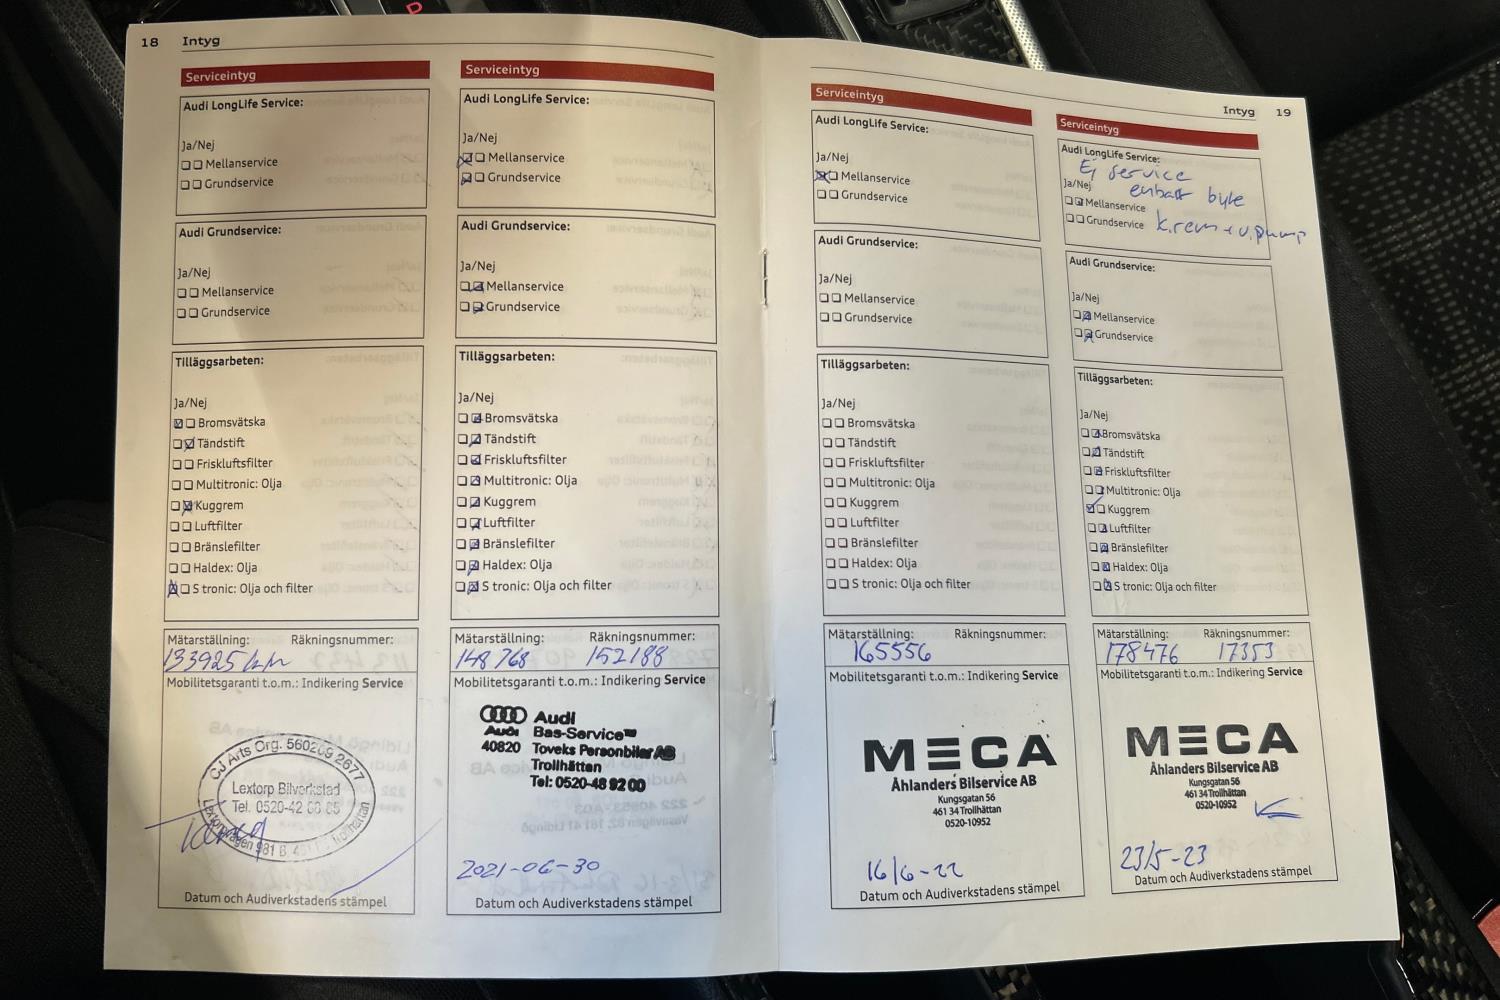 18 Intyg
Serviceintyg
Audi LongLife Service:
Ja/Nej
Mellanservice
Grundservice
Audi Grundservice:
Ja/Nej
Mellanservice
Grundservice
Tilläggsarbeten:
Ja/Nej
Bromsvätska
Tändstift
Friskluftsfilter
Multitronic: Olja
Kuggrem
Luftfilter
Bränslefilter
Haldex: Olja
S tronic: Olja och filter
Mätarställning: Räkningsnummer:
133925 km
Mobilitetsgaranti t.o.m.: Indikering Service
Cd Arts Org. 560269 2677
Lextorp Bilverkstad
Tel. 0520-42
Trollhättan
Datum och Audiverkstadens stämpel
Serviceintyg
Audi LongLife Service:
Ja/Nej
Mellanservice
Grundservice
Audi Grundservice:
Ja/Nej
Mellanservice
Grundservice
Tilläggsarbeten:
Ja/Nej
Bromsvätska
Tändstift
Friskluftsfilter
Multitronic: Olja
Kuggrem
Luftfilter
Bränslefilter
Haldex: Olja
S tronic: Olja och filter
Mätarställning: Räkningsnummer:
148768 152188
Mobilitetsgaranti t.o.m.: Indikering Service
Audi
Audi Bas-Service
40820 Toveks Personbilar AB
Trollhättan
Tel: 0520-48 92 00
2021-06-30
Datum och Audiverkstadens stämpel
Intyg 19
Serviceintyg
Audi LongLife Service:
Ja/Nej
Mellanservice
Grundservice
Audi Grundservice:
Ja/Nej
Mellanservice
Grundservice
Tilläggsarbeten:
Ja/Nej
Bromsvätska
Tändstift
Friskluftsfilter
Multitronic: Olja
Kuggrem
Luftfilter
Bränslefilter
Haldex: Olja
S tronic: Olja och filter
Mätarställning: Räkningsnummer:
165556
Mobilitetsgaranti t.o.m.: Indikering Service
MECA
Åhlanders Bilservice AB
Kungsgatan 56
461 34 Trollhättan
0520-10952
16/6-22
Datum och Audiverkstadens stämpel
Serviceintyg
Audi LongLife Service:
Ej service
Ja/Nej enbart byte
Mellanservice
Grundservice k.rem + v.pump
Audi Grundservice:
Ja/Nej
Mellanservice
Grundservice
Tilläggsarbeten:
Ja/Nej
Bromsvätska
Tändstift
Friskluftsfilter
Multitronic: Olja
Kuggrem
Luftfilter
Bränslefilter
Haldex: Olja
S tronic: Olja och filter
Mätarställning: Räkningsnummer:
178476 17353
Mobilitetsgaranti t.o.m.: Indikering Service
MECA
Åhlanders Bilservice AB
Kungsgatan 56
461 34 Trollhättan
0520-10952
23/5-23
Datum och Audiverkstadens stämpel